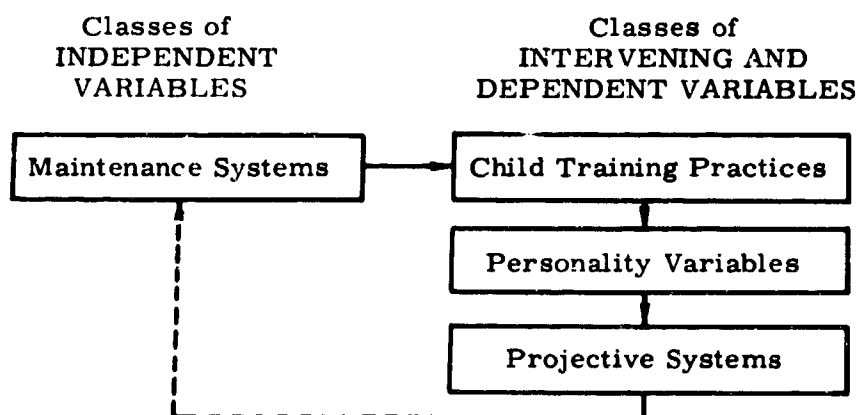 Classes of
INDEPENDENT
VARIABLES
Classes of
INTERVENING AND
DEPENDENT VARIABLES
Maintenance Systems
Child Training Practices
Personality Variables
Projective Systems